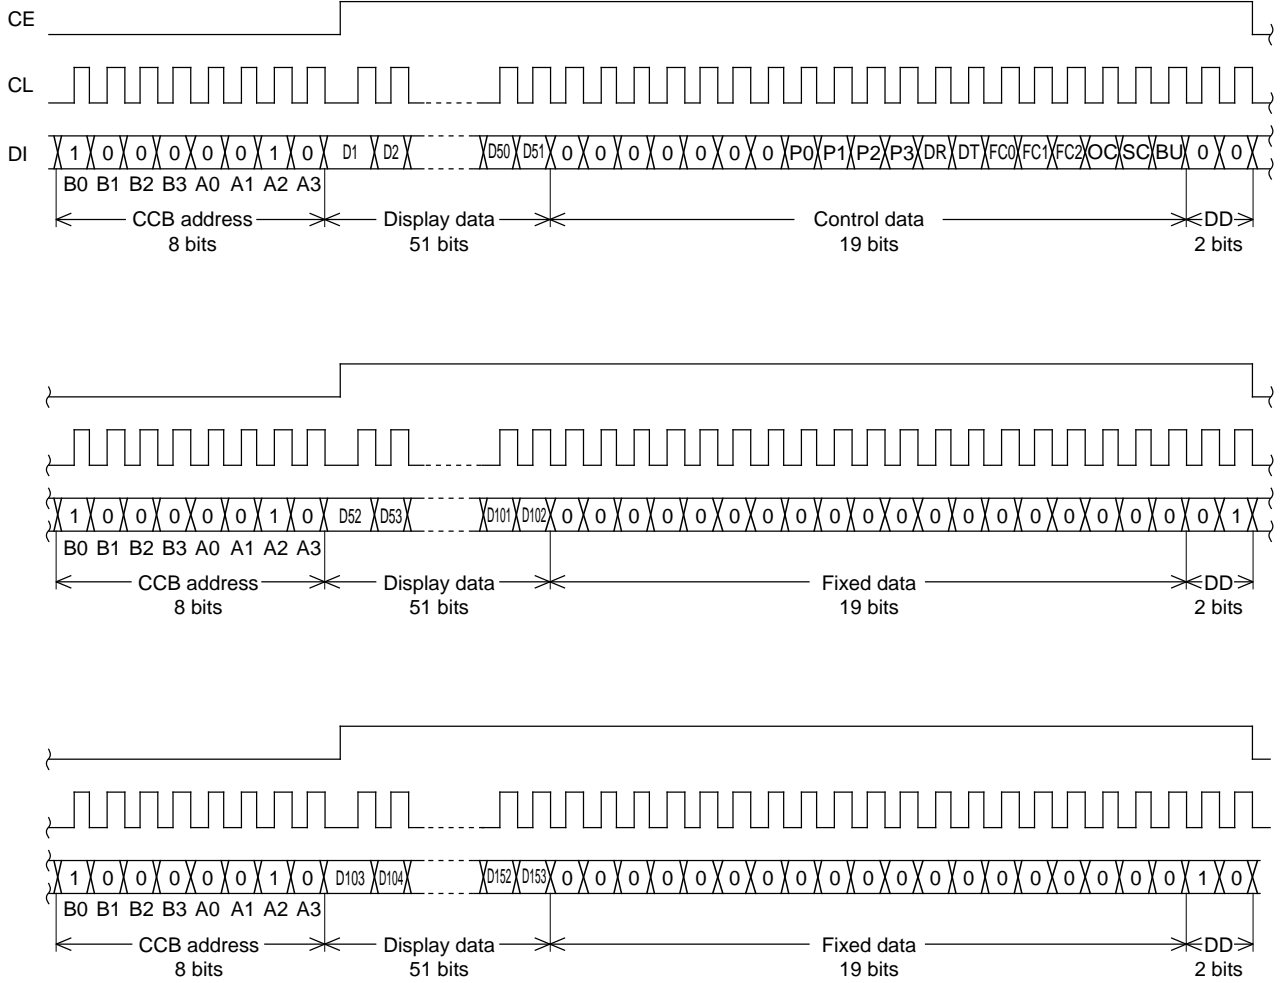 CE
CL
DI 1 0 0 0 0 0 1 0 D1 D2 D50 D51 0 0 0 0 0 0 0 P0 P1 P2 P3 DR DT FC0 FC1 FC2 OC SC BU 0 0
B0 B1 B2 B3 A0 A1 A2 A3
CCB address Display data Control data DD
8 bits 51 bits 19 bits 2 bits
1 0 0 0 0 0 1 0 D52 D53 D101 D102 0 0 0 0 0 0 0 0 0 0 0 0 0 0 0 0 0 0 0 0 1
B0 B1 B2 B3 A0 A1 A2 A3
CCB address Display data Fixed data DD
8 bits 51 bits 19 bits 2 bits
1 0 0 0 0 0 1 0 D103 D104 D152 D153 0 0 0 0 0 0 0 0 0 0 0 0 0 0 0 0 0 0 0 1 0
B0 B1 B2 B3 A0 A1 A2 A3
CCB address Display data Fixed data DD
8 bits 51 bits 19 bits 2 bits